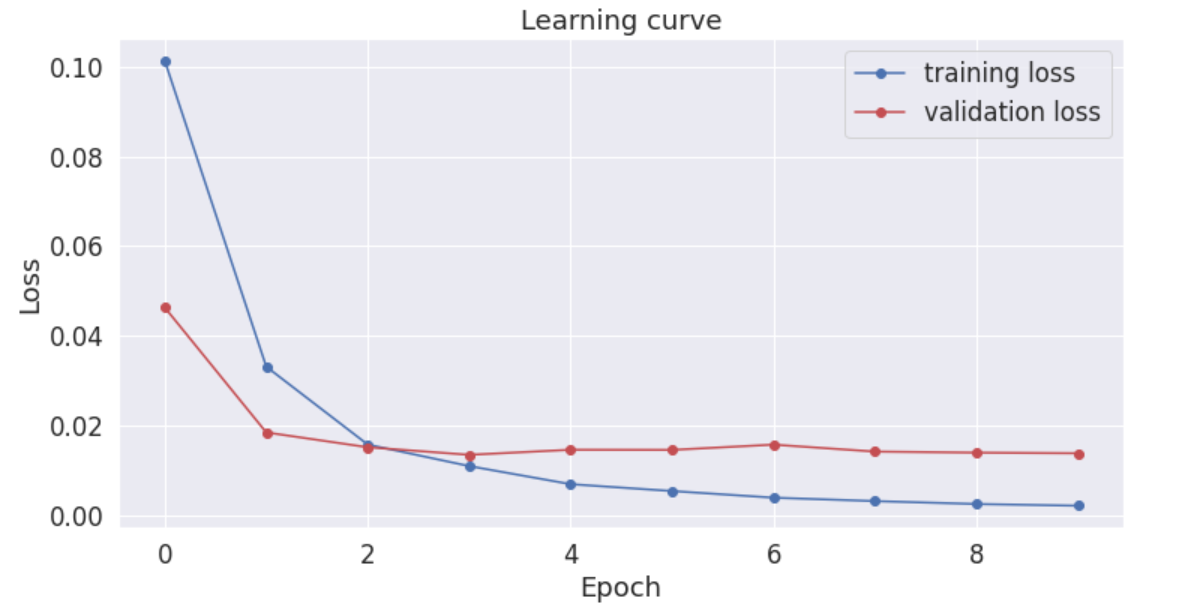 Learning curve
training loss
validation loss
0.10
0.08
0.06
0.04
0.02
0.00
Loss
0 2 4 6 8
Epoch